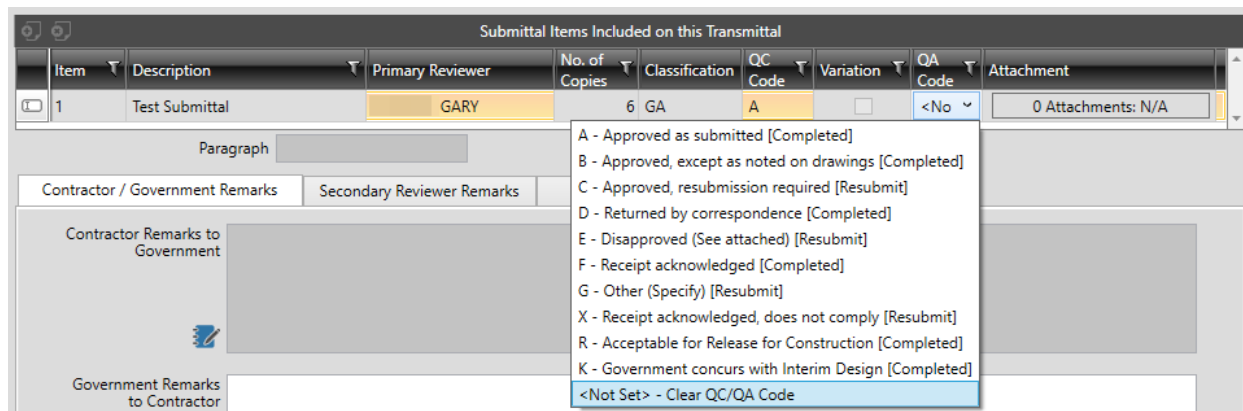 Submittal Items Included on this Transmittal
Item Description Primary Reviewer No. of Copies Classification QC Code Variation QA Code Attachment
1 Test Submittal GARY 6 GA A <No 0 Attachments: N/A
A - Approved as submitted [Completed]
Paragraph
B - Approved, except as noted on drawings [Completed]
C - Approved, resubmission required [Resubmit]
Contractor / Government Remarks Secondary Reviewer Remarks
D - Returned by correspondence [Completed]
E - Disapproved (See attached) [Resubmit]
Contractor Remarks to
Government
F - Receipt acknowledged [Completed]
G - Other (Specify) [Resubmit]
X - Receipt acknowledged, does not comply [Resubmit]
R - Acceptable for Release for Construction [Completed]
K - Government concurs with Interim Design [Completed]
Government Remarks
to Contractor
<Not Set> - Clear QC/QA Code